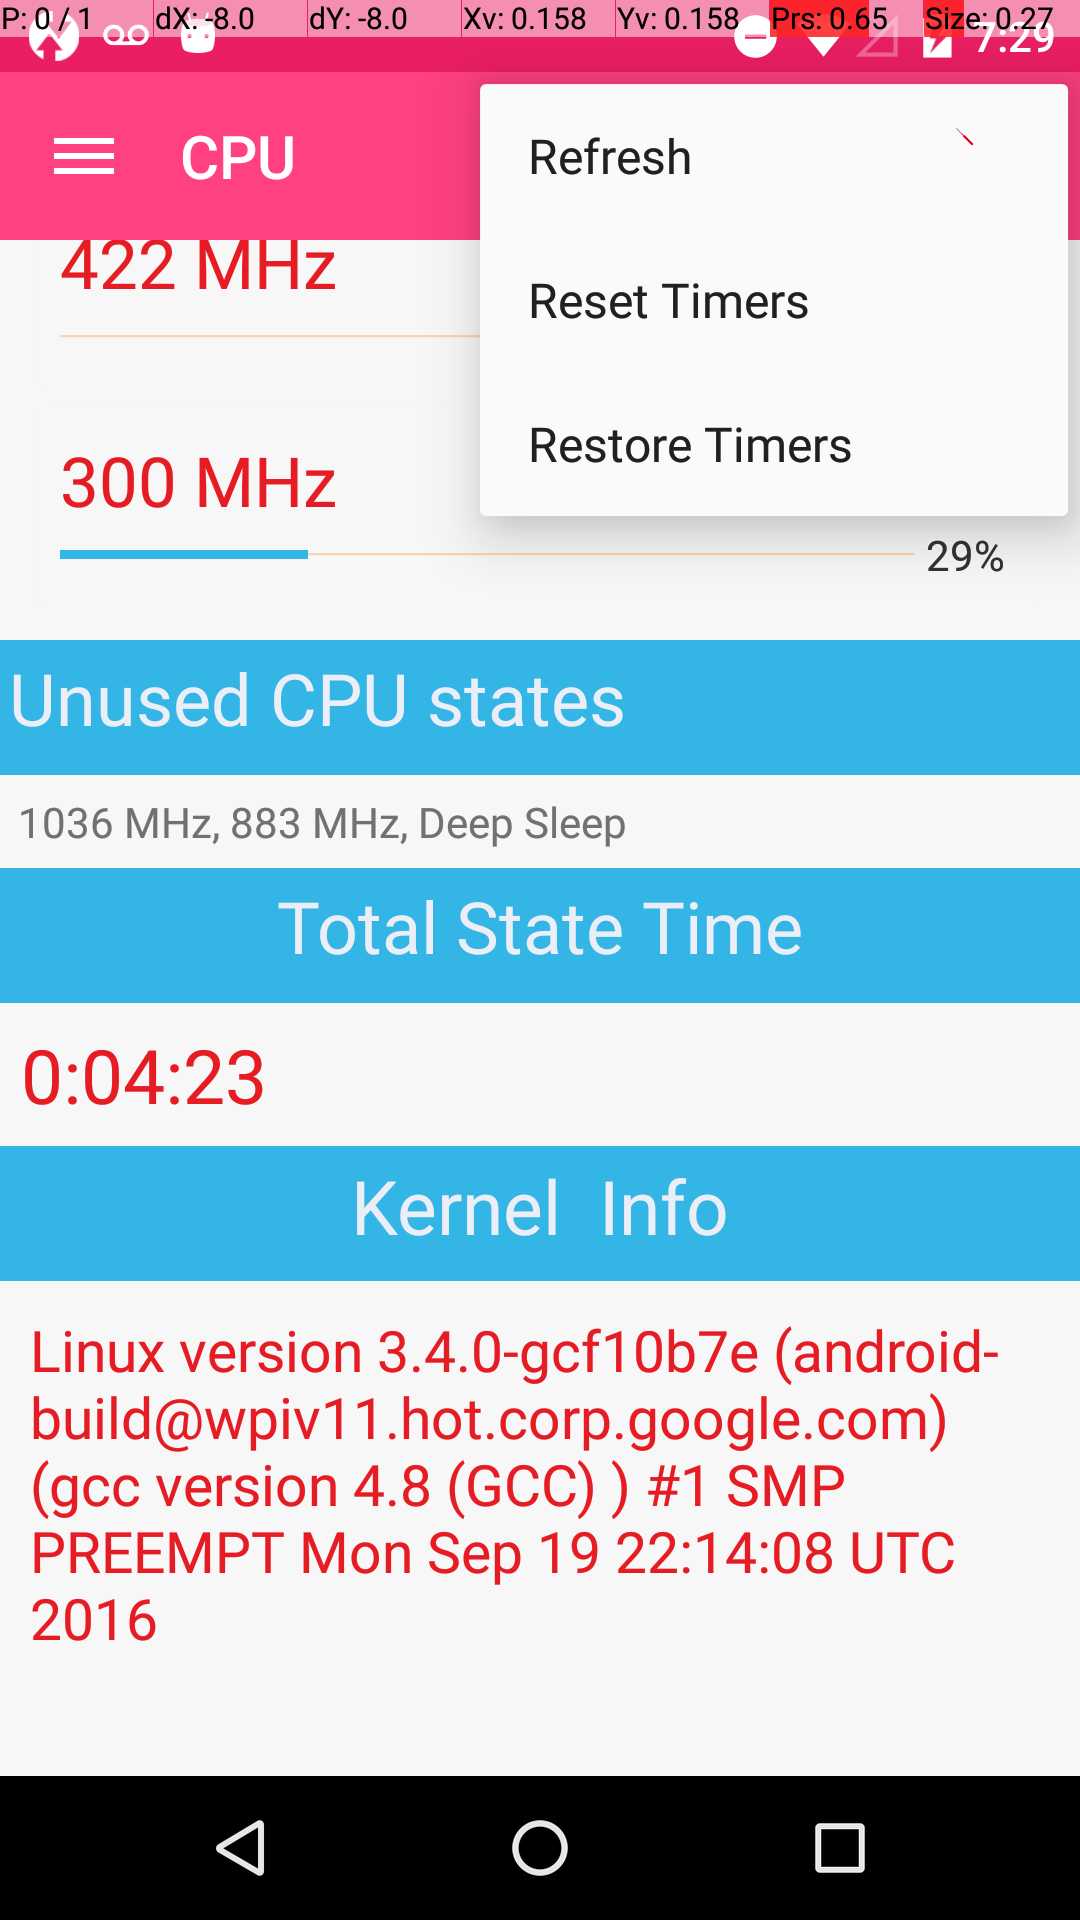 P: 0 / 1 dX: -8.0 dY: -8.0 Xv: 0.158 Yv: 0.158 Prs: 0.65 Size: 0.27
7:29
CPU
Refresh
Reset Timers
Restore Timers
422 MHz
300 MHz
29%
Unused CPU states
1036 MHz, 883 MHz, Deep Sleep
Total State Time
0:04:23
Kernel Info
Linux version 3.4.0-gcf10b7e (android-
build@wpiv11.hot.corp.google.com)
(gcc version 4.8 (GCC) ) #1 SMP
PREEMPT Mon Sep 19 22:14:08 UTC
2016